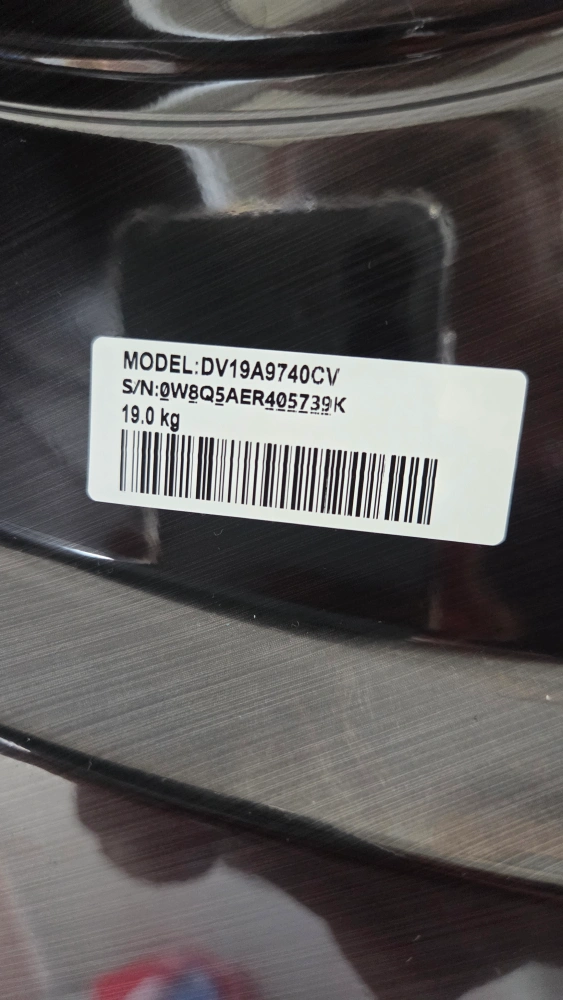 MODEL:DV19A9740CV
S/N:0W8Q5AER405739K
19.0 kg